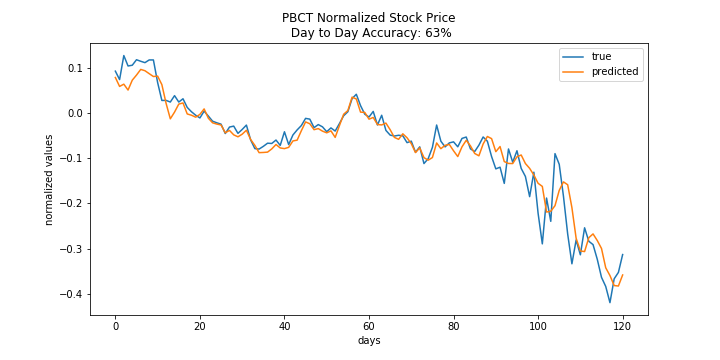 PBCT Normalized Stock Price
Day to Day Accuracy: 63%
true
predicted
0.1
0.0
−0.1
−0.2
−0.3
−0.4
normalized values
0 20 40 60 80 100 120
days